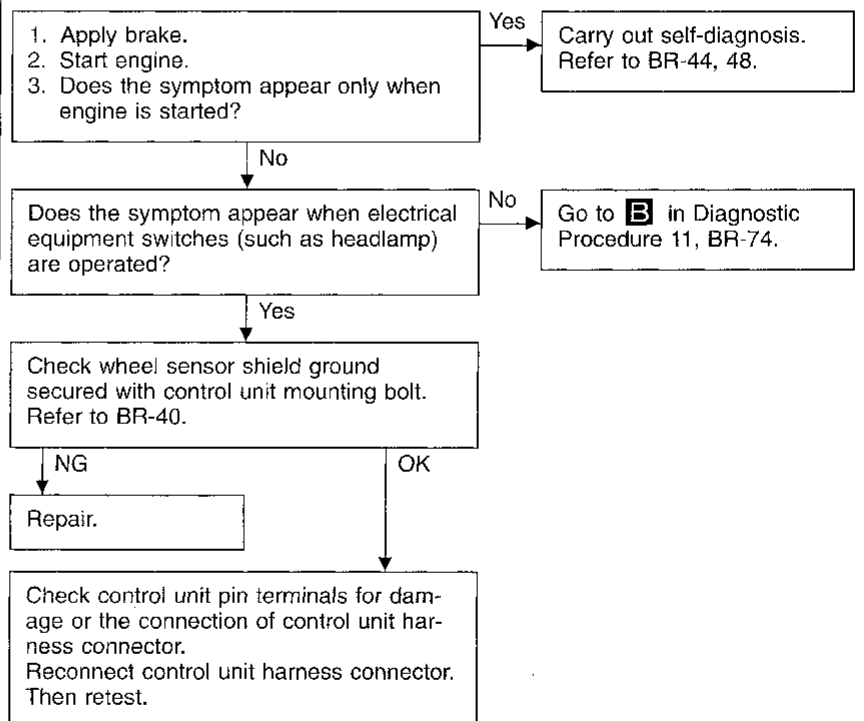 1. Apply brake.
2. Start engine.
3. Does the symptom appear only when
engine is started?
Yes
Carry out self-diagnosis.
Refer to BR-44, 48.
No
Does the symptom appear when electrical
equipment switches (such as headlamp)
are operated?
No
Go to B in Diagnostic
Procedure 11, BR-74.
Yes
Check wheel sensor shield ground
secured with control unit mounting bolt.
Refer to BR-40.
NG
OK
Repair.
Check control unit pin terminals for dam-
age or the connection of control unit har-
ness connector.
Reconnect control unit harness connector.
Then retest.